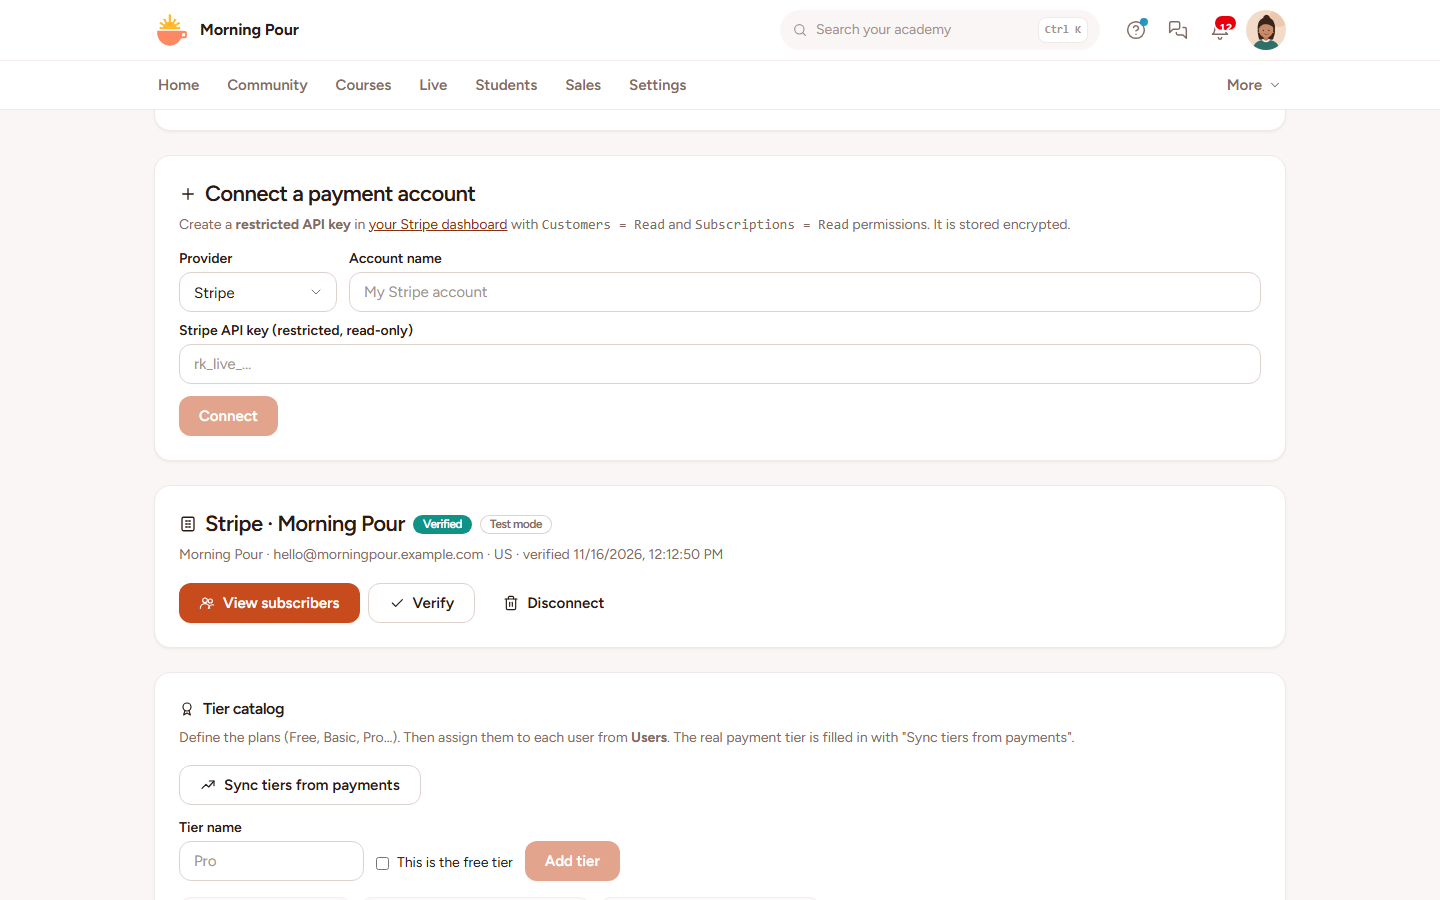 Morning Pour
Search your academy
Ctrl K
12
Home
Community
Courses
Live
Students
Sales
Settings
More
Connect a payment account
Create a restricted API key in your Stripe dashboard with Customers = Read and Subscriptions = Read permissions. It is stored encrypted.
Provider
Account name
Stripe
My Stripe account
Stripe API key (restricted, read-only)
rk_live_...
Connect
Stripe · Morning Pour
Verified
Test mode
Morning Pour · hello@morningpour.example.com · US · verified 11/16/2026, 12:12:50 PM
View subscribers
Verify
Disconnect
Tier catalog
Define the plans (Free, Basic, Pro...). Then assign them to each user from Users. The real payment tier is filled in with "Sync tiers from payments".
Sync tiers from payments
Tier name
Pro
This is the free tier
Add tier